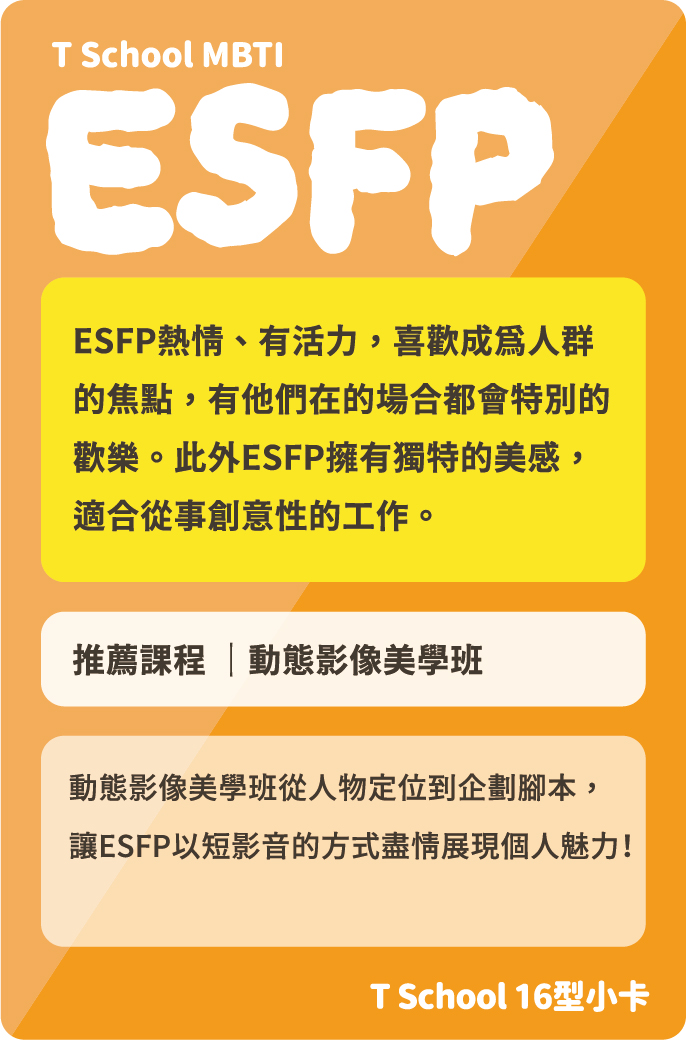 T School MBTI
ESFP
ESFP熱情、有活力，喜歡成爲人群
的焦點，有他們在的場合都會特別的
歡樂。此外ESFP擁有獨特的美感，
適合從事創意性的工作。
推薦課程｜動態影像美學班
動態影像美學班從人物定位到企劃腳本，
讓ESFP以短影音的方式盡情展現個人魅力!
T School 16型小卡